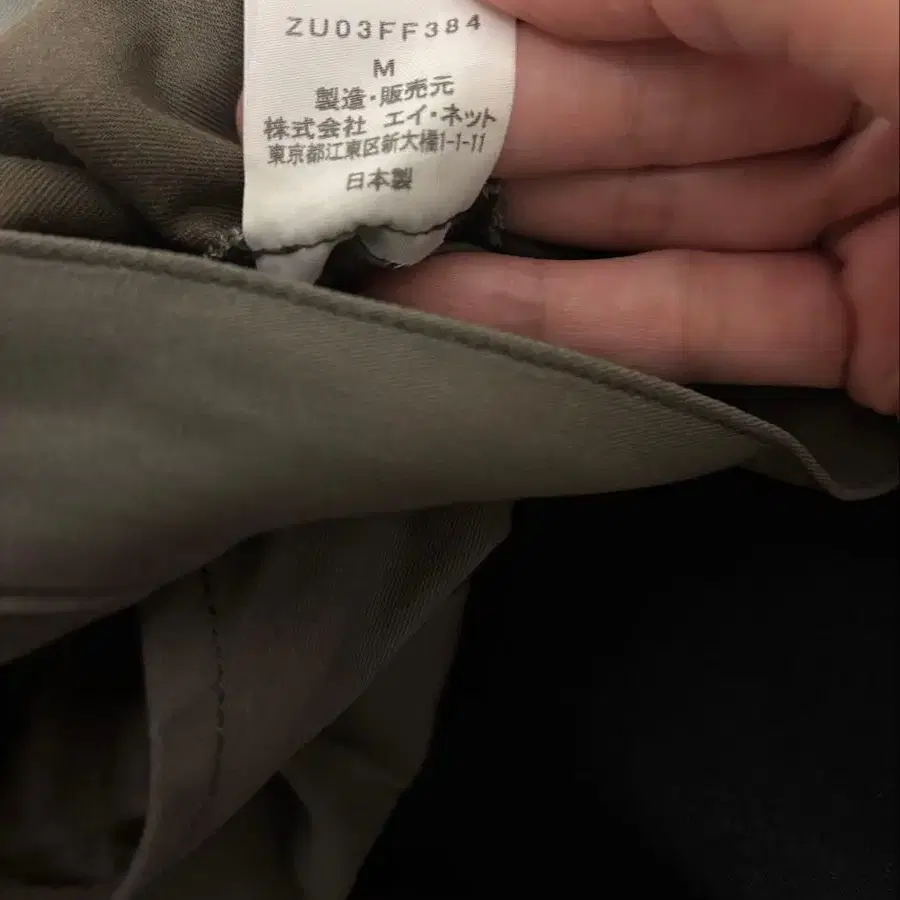 ZU03FF384
M
製造・販売元
株式会社 エイ・ネット
東京都江東区新大橋1-1-11
日本製